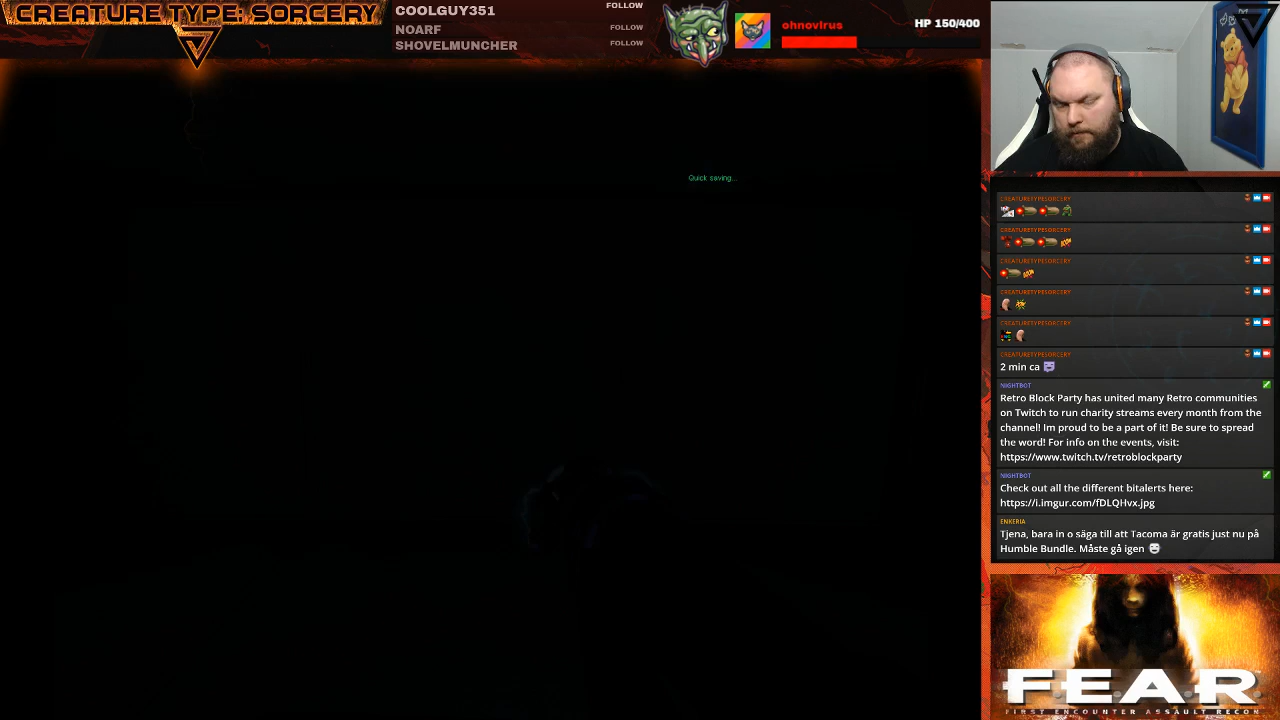 CREATURE TYPE: SORCERY
COOLGUY351 FOLLOW
NOARF FOLLOW
SHOVELMUNCHER FOLLOW
ohnovirus HP 150/400
Quick saving...
CREATURETYPESORCERY
CREATURETYPESORCERY
CREATURETYPESORCERY
CREATURETYPESORCERY
CREATURETYPESORCERY
CREATURETYPESORCERY
2 min ca
NIGHTBOT
Retro Block Party has united many Retro communities
on Twitch to run charity streams every month from the
channel! Im proud to be a part of it! Be sure to spread
the word! For info on the events, visit:
https://www.twitch.tv/retroblockparty
NIGHTBOT
Check out all the different bitalerts here:
https://i.imgur.com/fDLQHvx.jpg
ENKERIA
Tjena, bara in o säga till att Tacoma är gratis just nu på
Humble Bundle. Måste gå igen
F.E.A.R.
FIRST ENCOUNTER ASSAULT RECON